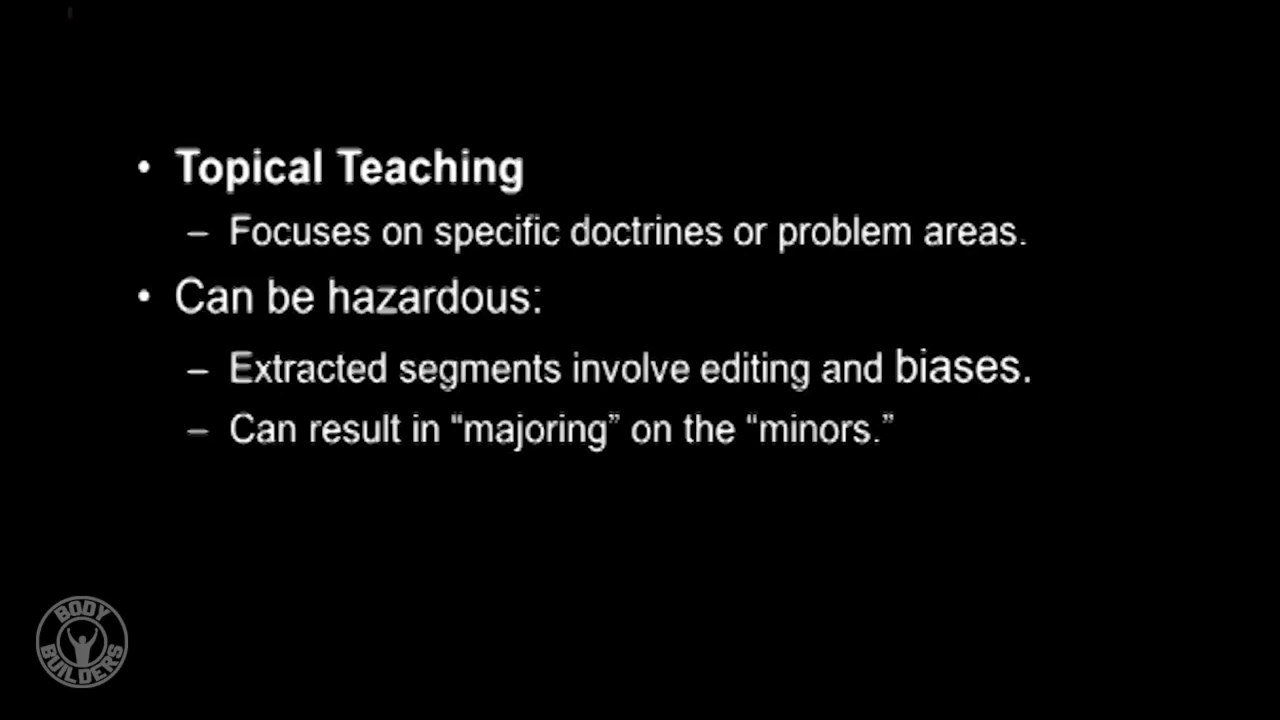 • Topical Teaching
– Focuses on specific doctrines or problem areas.
• Can be hazardous:
– Extracted segments involve editing and biases.
– Can result in “majoring” on the “minors.”
BODY
BUILDERS